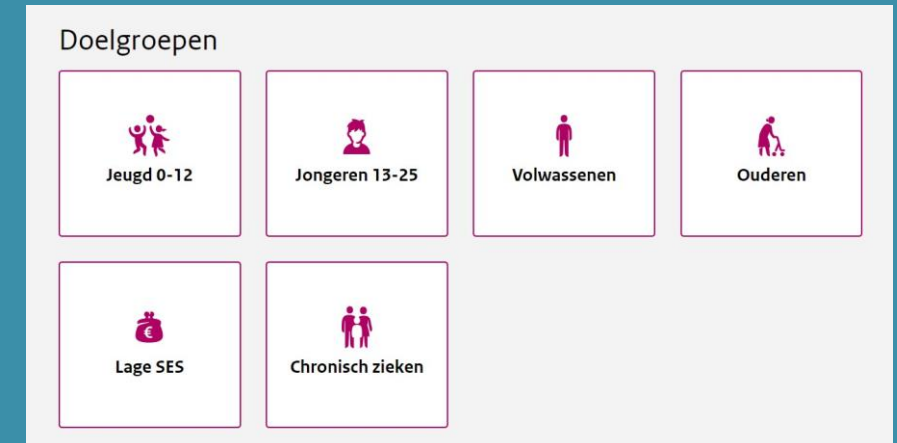 Doelgroepen
Jeugd 0-12
Jongeren 13-25
Volwassenen
Ouderen
€
Lage SES
Chronisch zieken